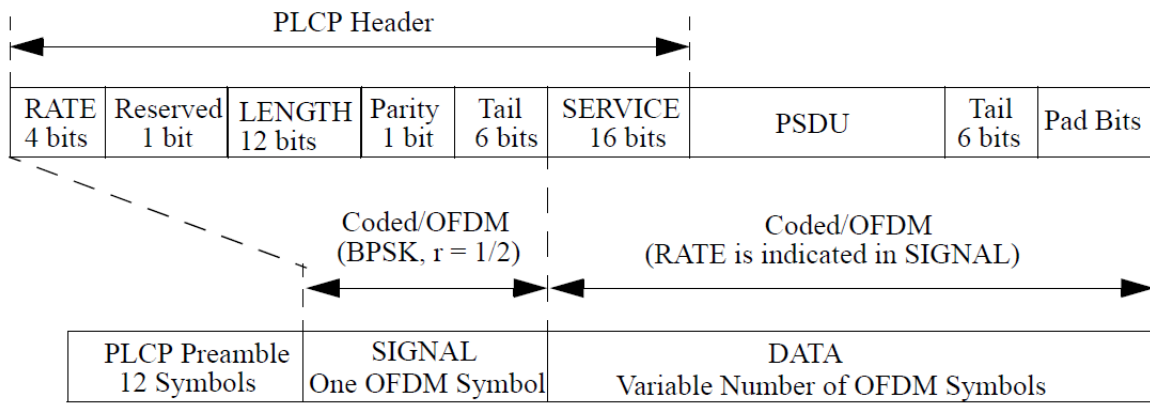 PLCP Header
RATE Reserved LENGTH Parity Tail SERVICE PSDU Tail Pad Bits
4 bits 1 bit 12 bits 1 bit 6 bits 16 bits 6 bits
Coded/OFDM Coded/OFDM
(BPSK, r = 1/2) (RATE is indicated in SIGNAL)
PLCP Preamble SIGNAL DATA
12 Symbols One OFDM Symbol Variable Number of OFDM Symbols